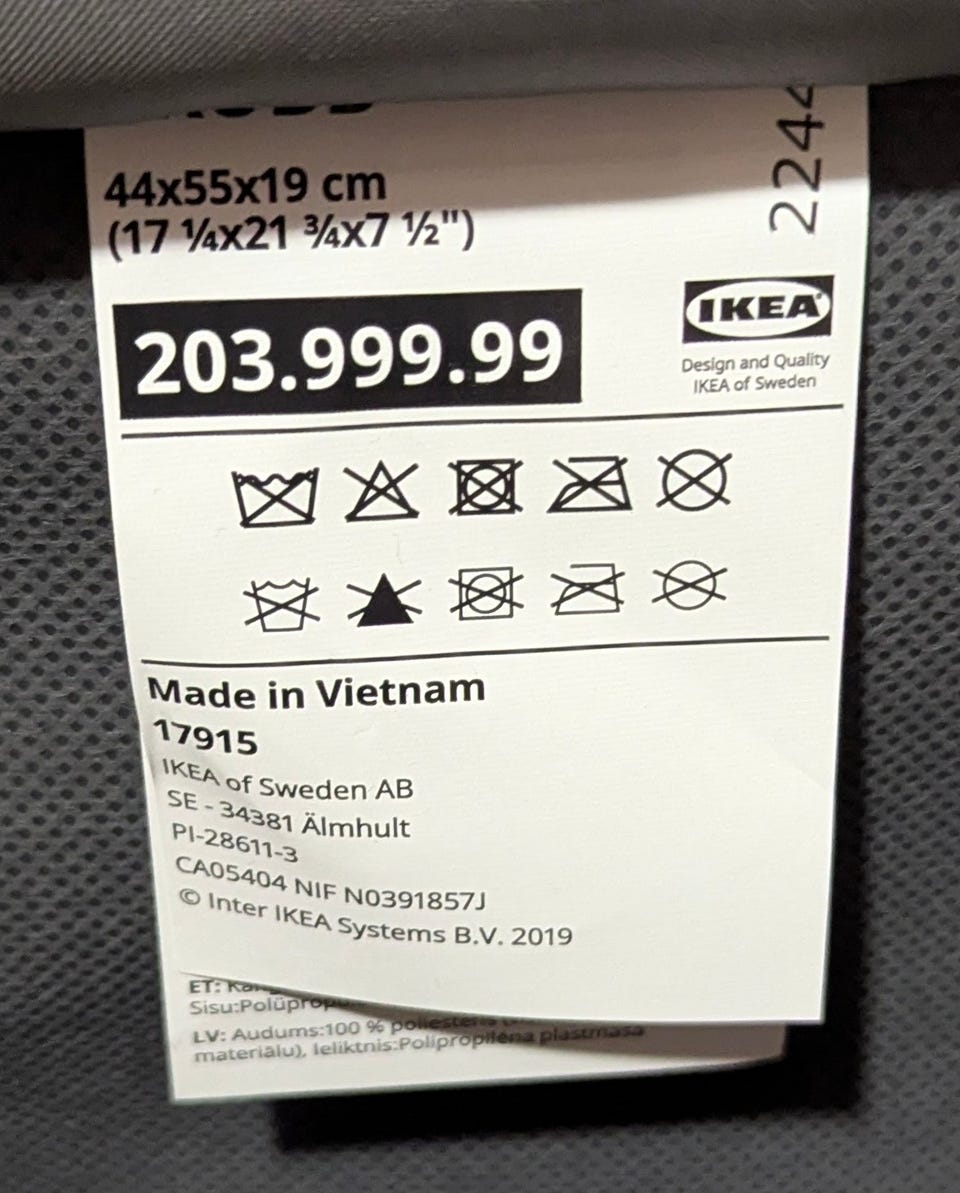 44x55x19 cm
(17 ¼x21 ¾x7 ½")
2244
203.999.99
IKEA®
Design and Quality
IKEA of Sweden
Made in Vietnam
17915
IKEA of Sweden AB
SE - 34381 Älmhult
PI-28611-3
CA05404 NIF N0391857J
© Inter IKEA Systems B.V. 2019
ET:
LV: Audums:100 %
materiālu), Ieliktnis:Polipropilēna plastmasa